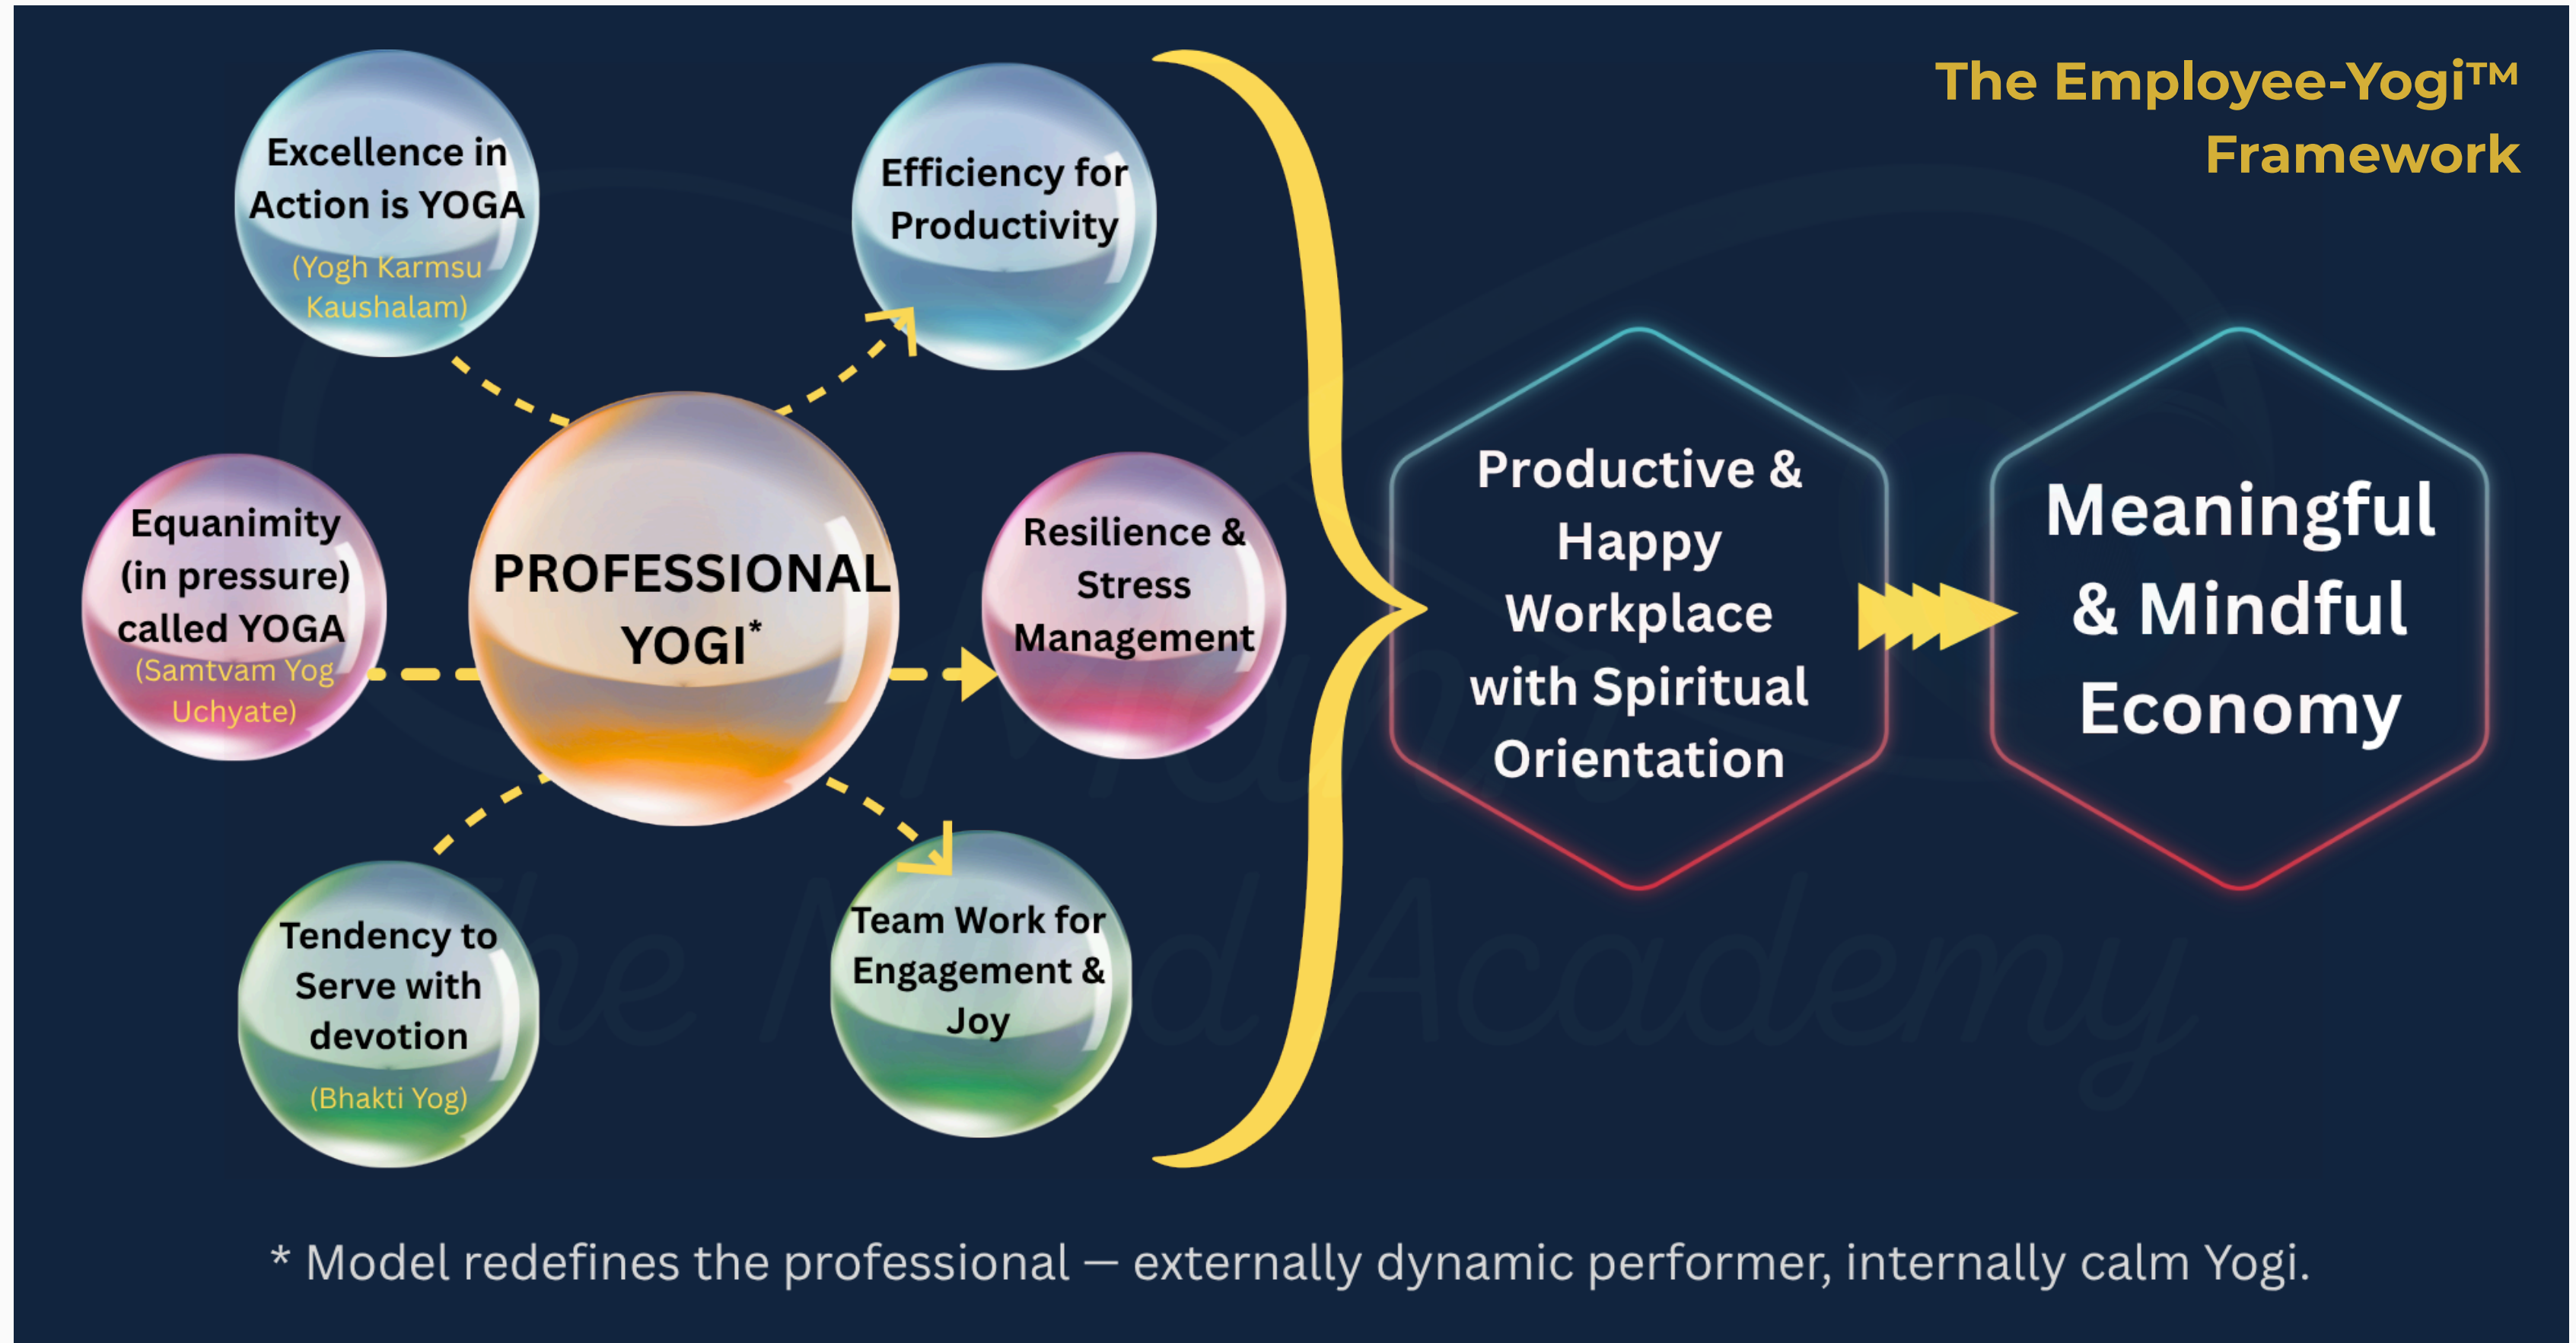 The Employee-Yogi™
Framework
Excellence in
Action is YOGA
(Yogh Karmsu
Kaushalam)
Efficiency for
Productivity
Equanimity
(in pressure)
called YOGA
(Samtvam Yog
Uchyate)
PROFESSIONAL
YOGI*
Resilience &
Stress
Management
Tendency to
Serve with
devotion
(Bhakti Yog)
Team Work for
Engagement &
Joy
Productive &
Happy
Workplace
with Spiritual
Orientation
Meaningful
& Mindful
Economy
The Mind Academy
* Model redefines the professional — externally dynamic performer, internally calm Yogi.